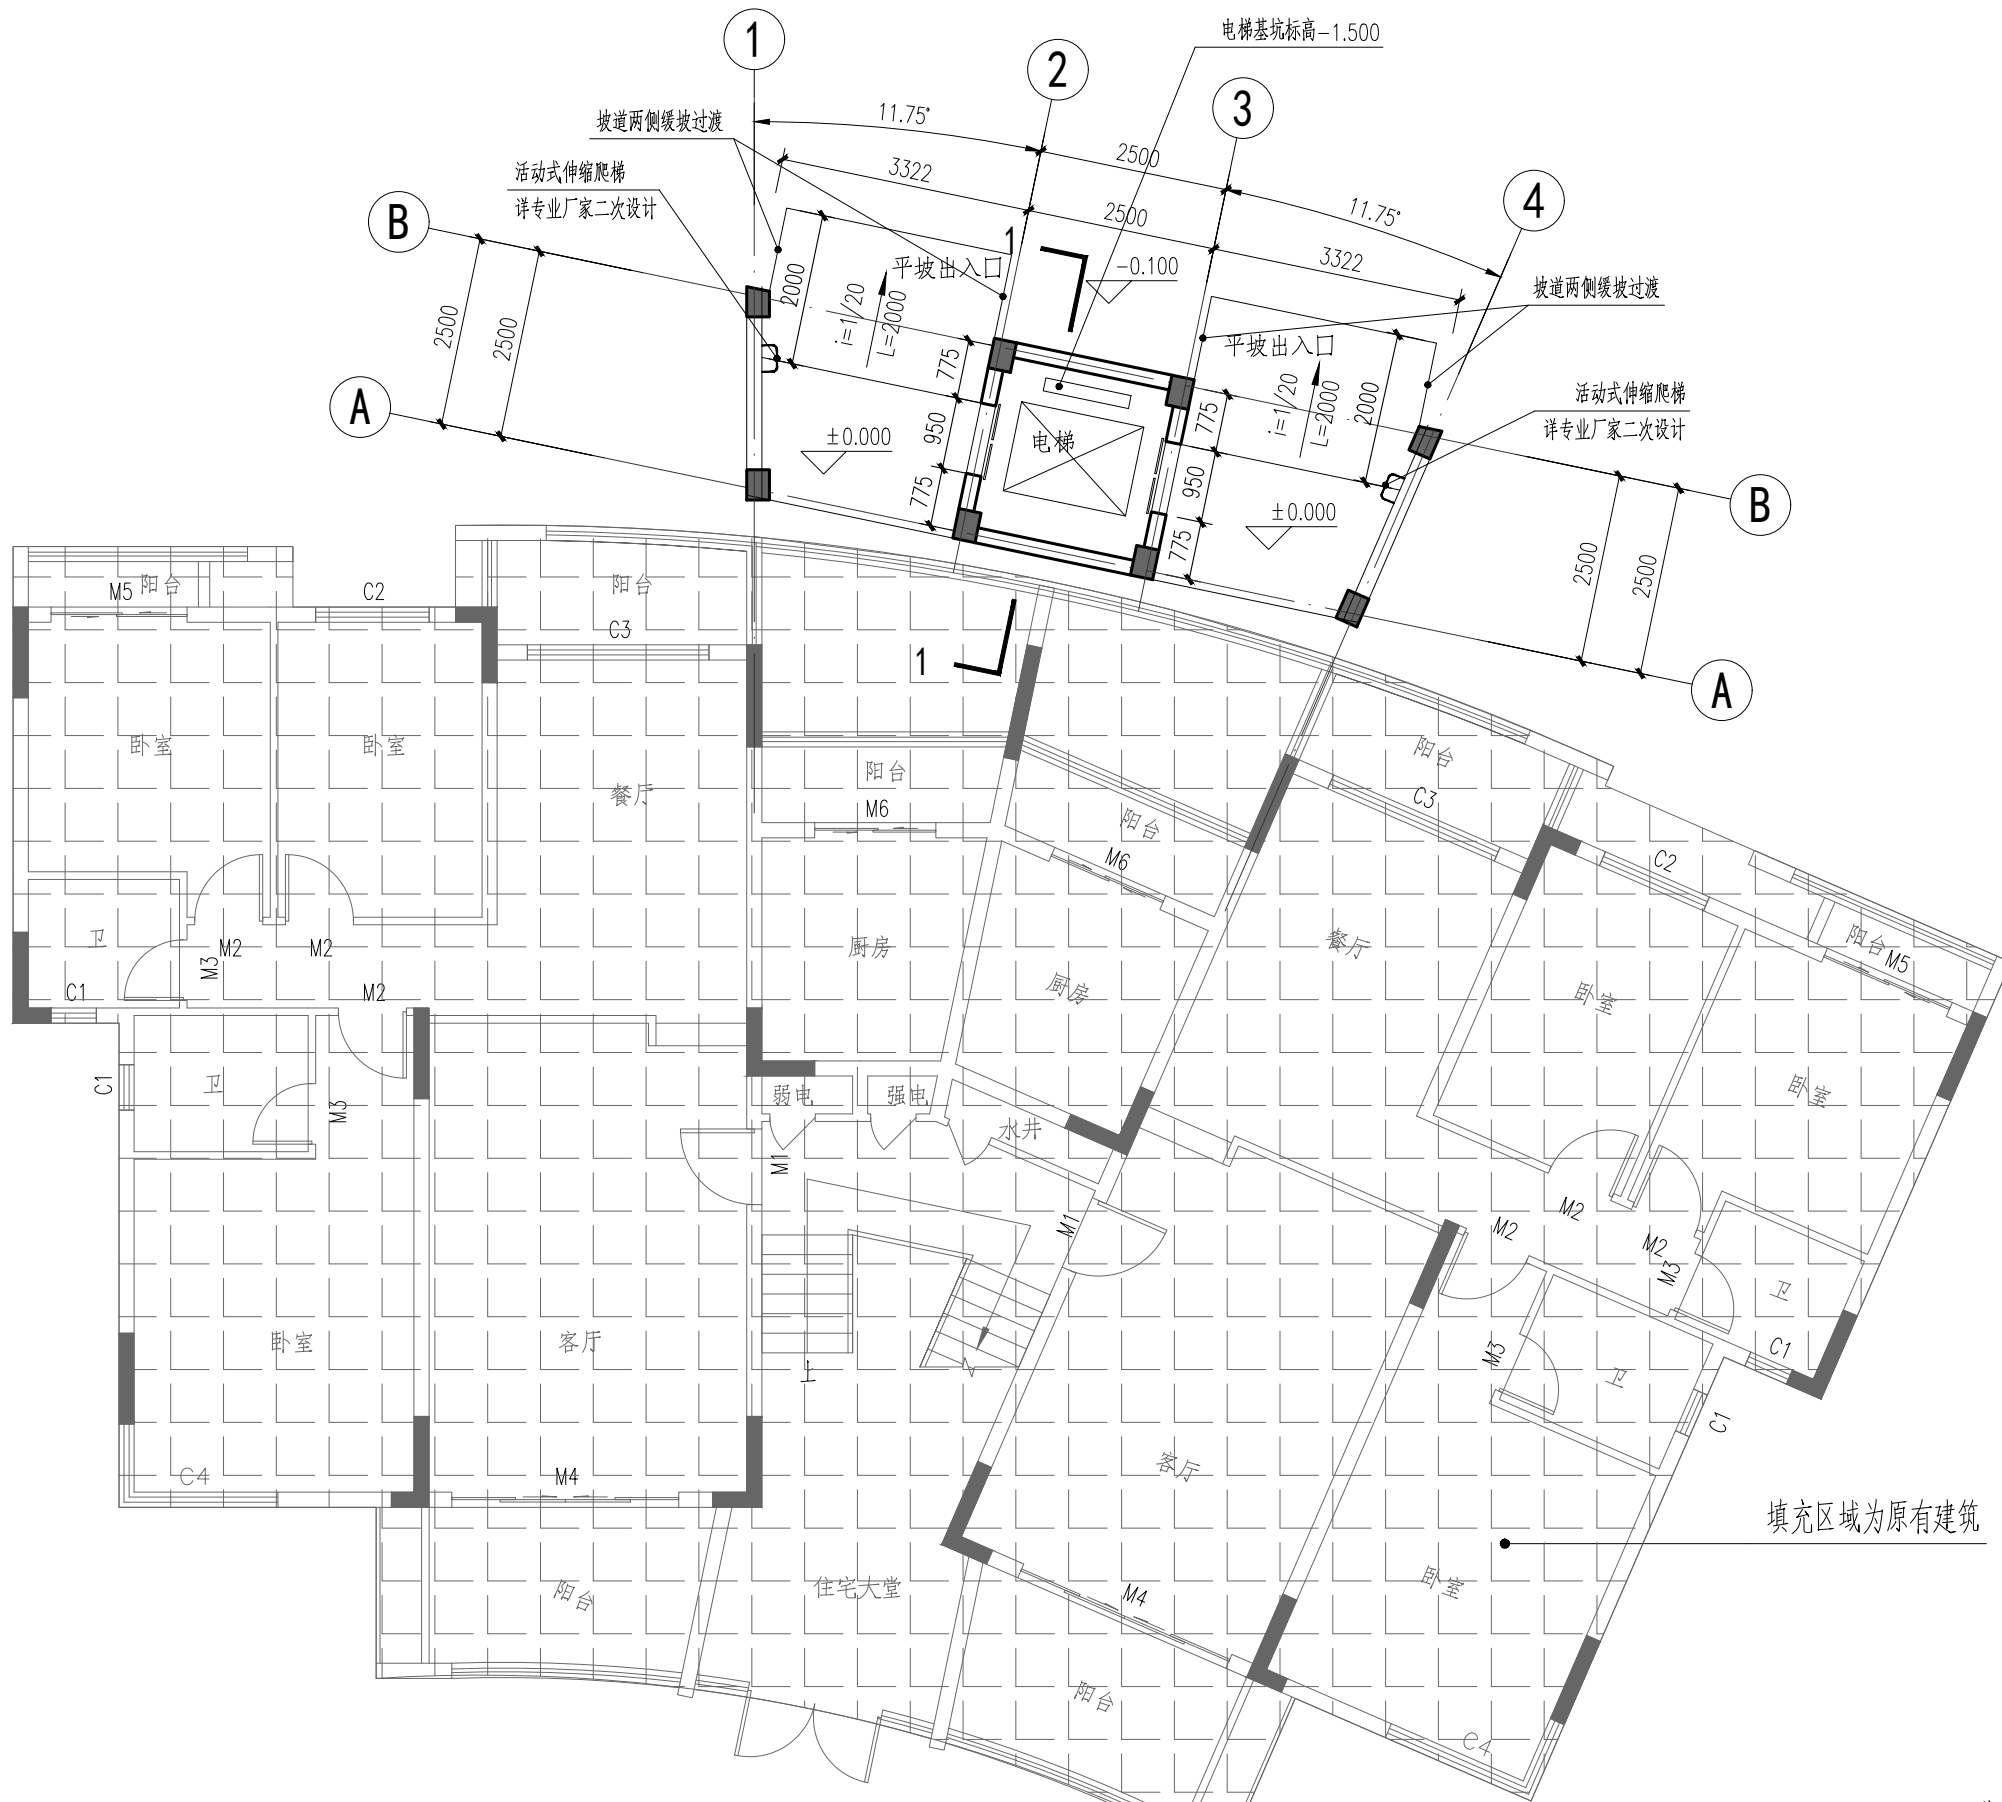 电梯基坑标高-1.500
1
2
3
4
11.75°
坡道两侧缓坡过渡
2500
3322
活动式伸缩爬梯
详专业厂家二次设计
2500
11.75°
3322
B
1
平坡出入口
-0.100
2000
i=1/20
L=2000
坡道两侧缓坡过渡
2500
2500
平坡出入口
775
i=1/20
L=2000
2000
775
活动式伸缩爬梯
详专业厂家二次设计
A
±0.000
950
电梯
950
775
±0.000
775
B
2500
2500
A
阳台
M5
C2
阳台
C3
1
卧室
卧室
餐厅
阳台
M6
阳台
M6
阳台
C3
C2
卫
M3
M2
M2
C1
M2
厨房
厨房
餐厅
卧室
阳台
M5
C1
卫
M3
弱电
强电
水井
M1
卧室
M1
M2
M2
M2
M3
卫
卧室
客厅
上
M3
卫
C1
C1
C4
M4
客厅
填充区域为原有建筑
阳台
住宅大堂
M4
卧室
阳台
C4